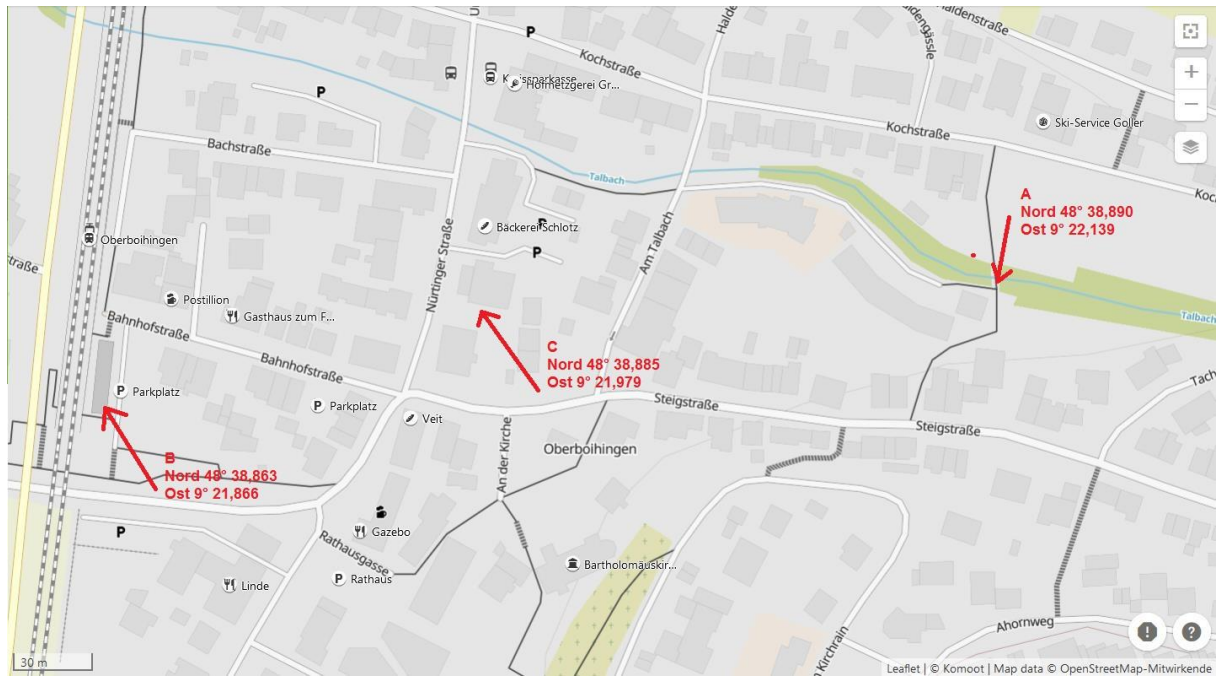 Haldenstraße
Haldengässle
Kochstraße
P
Kreissparkasse
Hofmetzgerei Gr...
P
Ski-Service Goller
Kochstraße
Bachstraße
Talbach
A
Nord 48° 38,890
Ost 9° 22,139
P
Bäckerei Schlotz
P
Nürtinger Straße
Am Talbach
Oberboihingen
Postillion
Gasthaus zum F...
Bahnhofstraße
Talbach
C
Nord 48° 38,885
Ost 9° 21,979
Bahnhofstraße
P Parkplatz
P Parkplatz
Veit
Steigstraße
Steigstraße
An der Kirche
Oberboihingen
B
Nord 48° 38,863
Ost 9° 21,866
P
Gazebo
Rathausgasse
P Rathaus
Linde
Bartholomäuskir...
Ahornweg
30 m
Leaflet | © Komoot | Map data © OpenStreetMap-Mitwirkende